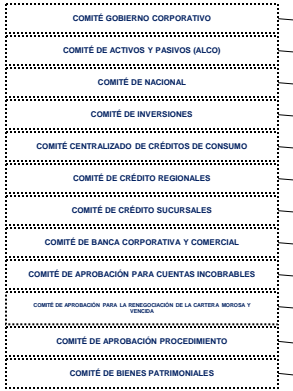 COMITÉ GOBIERNO CORPORATIVO
COMITÉ DE ACTIVOS Y PASIVOS (ALCO)
COMITÉ DE NACIONAL
COMITÉ DE INVERSIONES
COMITÉ CENTRALIZADO DE CRÉDITOS DE CONSUMO
COMITÉ DE CRÉDITO REGIONALES
COMITÉ DE CRÉDITO SUCURSALES
COMITÉ DE BANCA CORPORATIVA Y COMERCIAL
COMITÉ DE APROBACIÓN PARA CUENTAS INCOBRABLES
COMITÉ DE APROBACIÓN PARA LA RENEGOCIACIÓN DE LA CARTERA MOROSA Y
VENCIDA
COMITÉ DE APROBACIÓN PROCEDIMIENTO
COMITÉ DE BIENES PATRIMONIALES